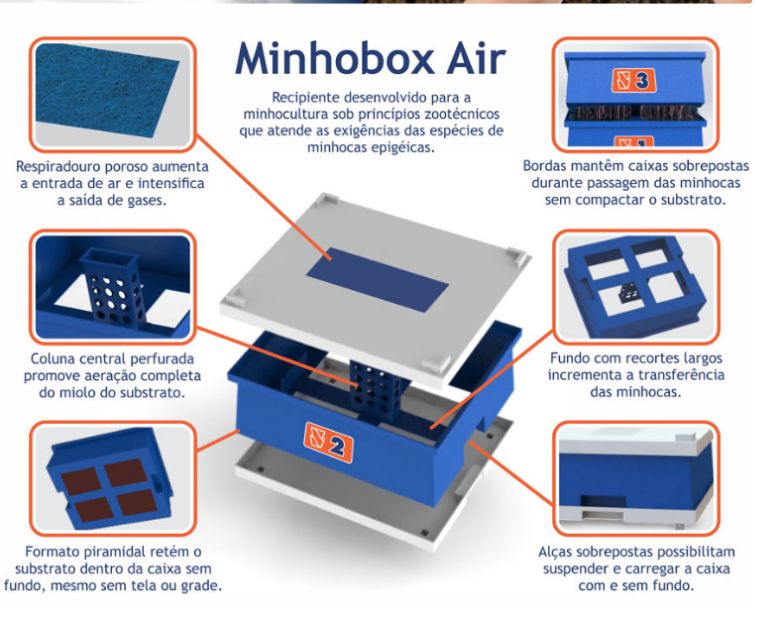 Minhobox Air
Recipiente desenvolvido para a
minhocultura sob princípios zootécnicos
que atende as exigências das espécies de
minhocas epigéicas.
Respiradouro poroso aumenta
a entrada de ar e intensifica
a saída de gases.
3
1
Bordas mantêm caixas sobrepostas
durante passagem das minhocas
sem compactar o substrato.
Coluna central perfurada
promove aeração completa
do miolo do substrato.
Fundo com recortes largos
incrementa a transferência
das minhocas.
2
Formato piramidal retém o
substrato dentro da caixa sem
fundo, mesmo sem tela ou grade.
Alças sobrepostas possibilitam
suspender e carregar a caixa
com e sem fundo.